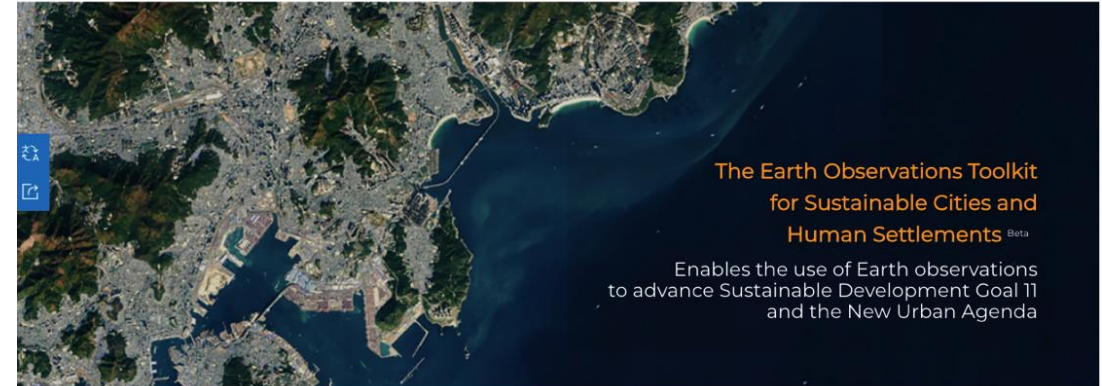 The Earth Observations Toolkit
for Sustainable Cities and
Human Settlements Beta
Enables the use of Earth observations
to advance Sustainable Development Goal 11
and the New Urban Agenda